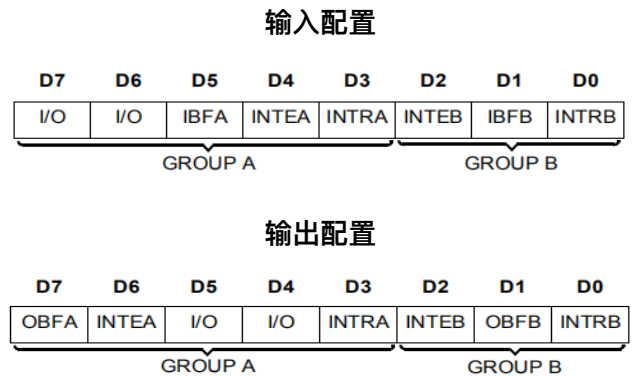 输入配置
D7 D6 D5 D4 D3 D2 D1 D0
I/O I/O IBFA INTEA INTRA INTEB IBFB INTRB
GROUP A GROUP B
输出配置
D7 D6 D5 D4 D3 D2 D1 D0
OBFA INTEA I/O I/O INTRA INTEB OBFB INTRB
GROUP A GROUP B